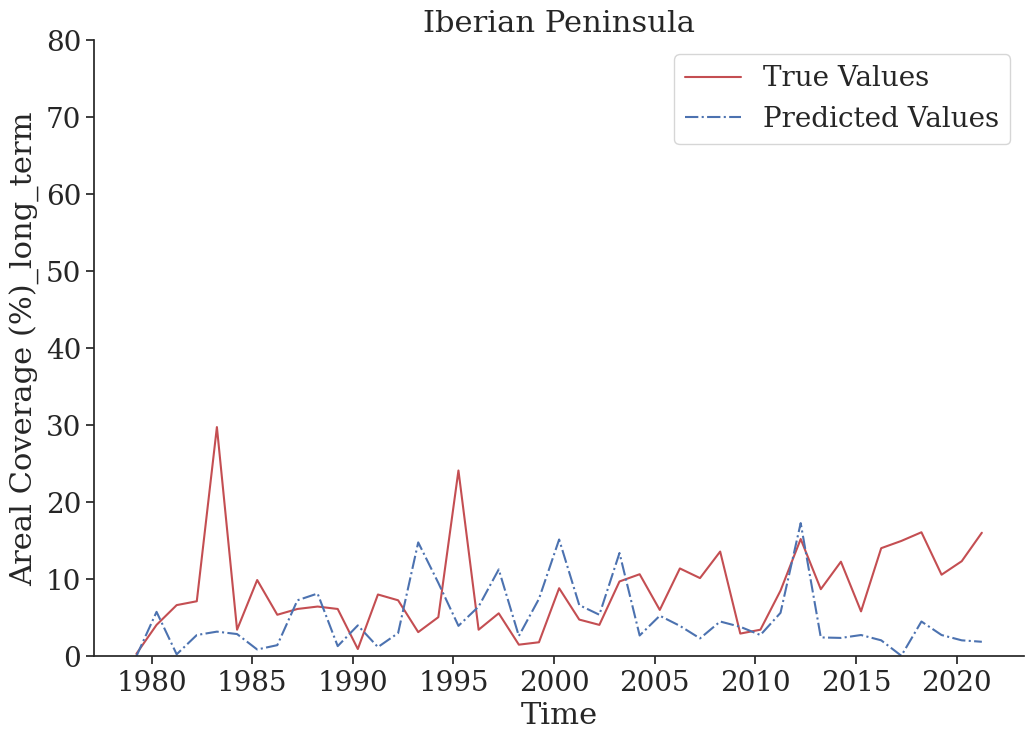 Iberian Peninsula
True Values
Predicted Values
Areal Coverage (%)_long_term
80
70
60
50
40
30
20
10
0
1980 1985 1990 1995 2000 2005 2010 2015 2020
Time